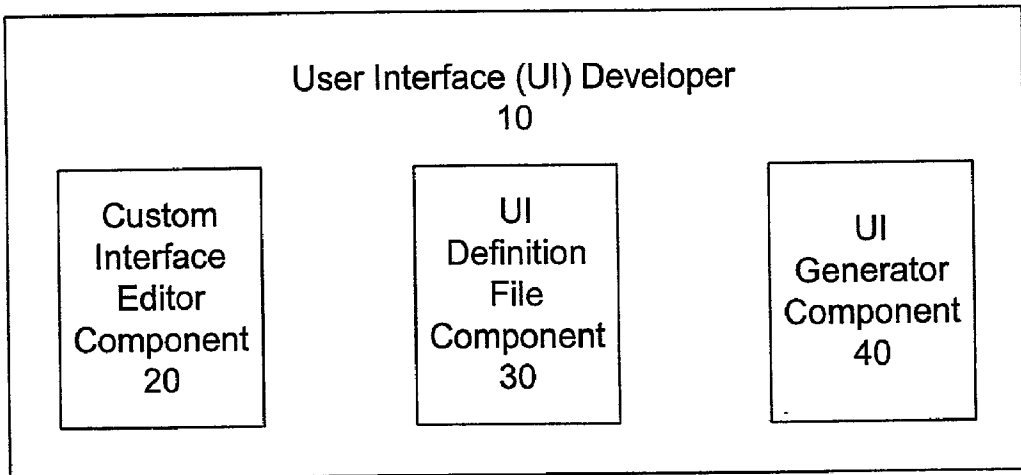 User Interface (UI) Developer
10
Custom
Interface
Editor
Component
20
UI
Definition
File
Component
30
UI
Generator
Component
40